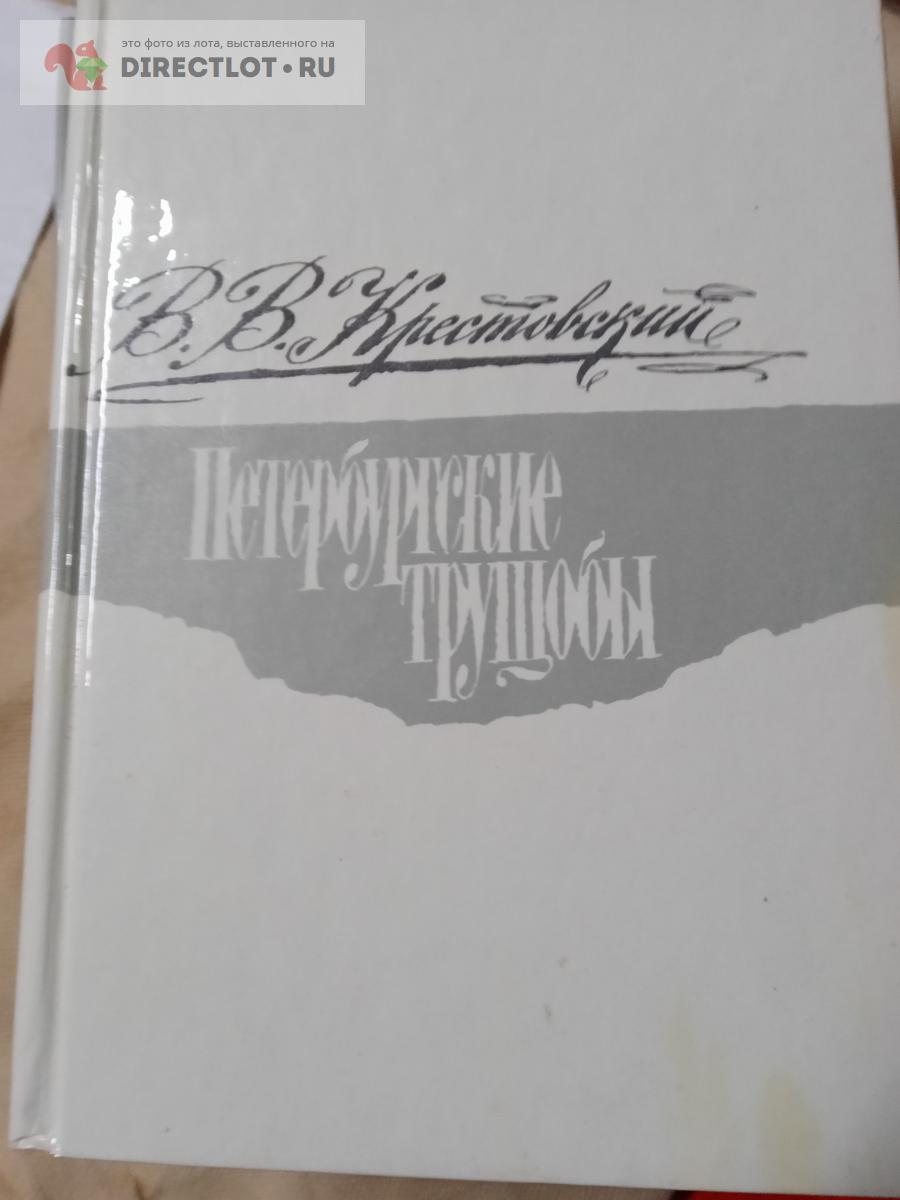 это фото из лота, выставленного на
DIRECTLOT•RU
В.В.Крестовский
Петербургские
трущобы